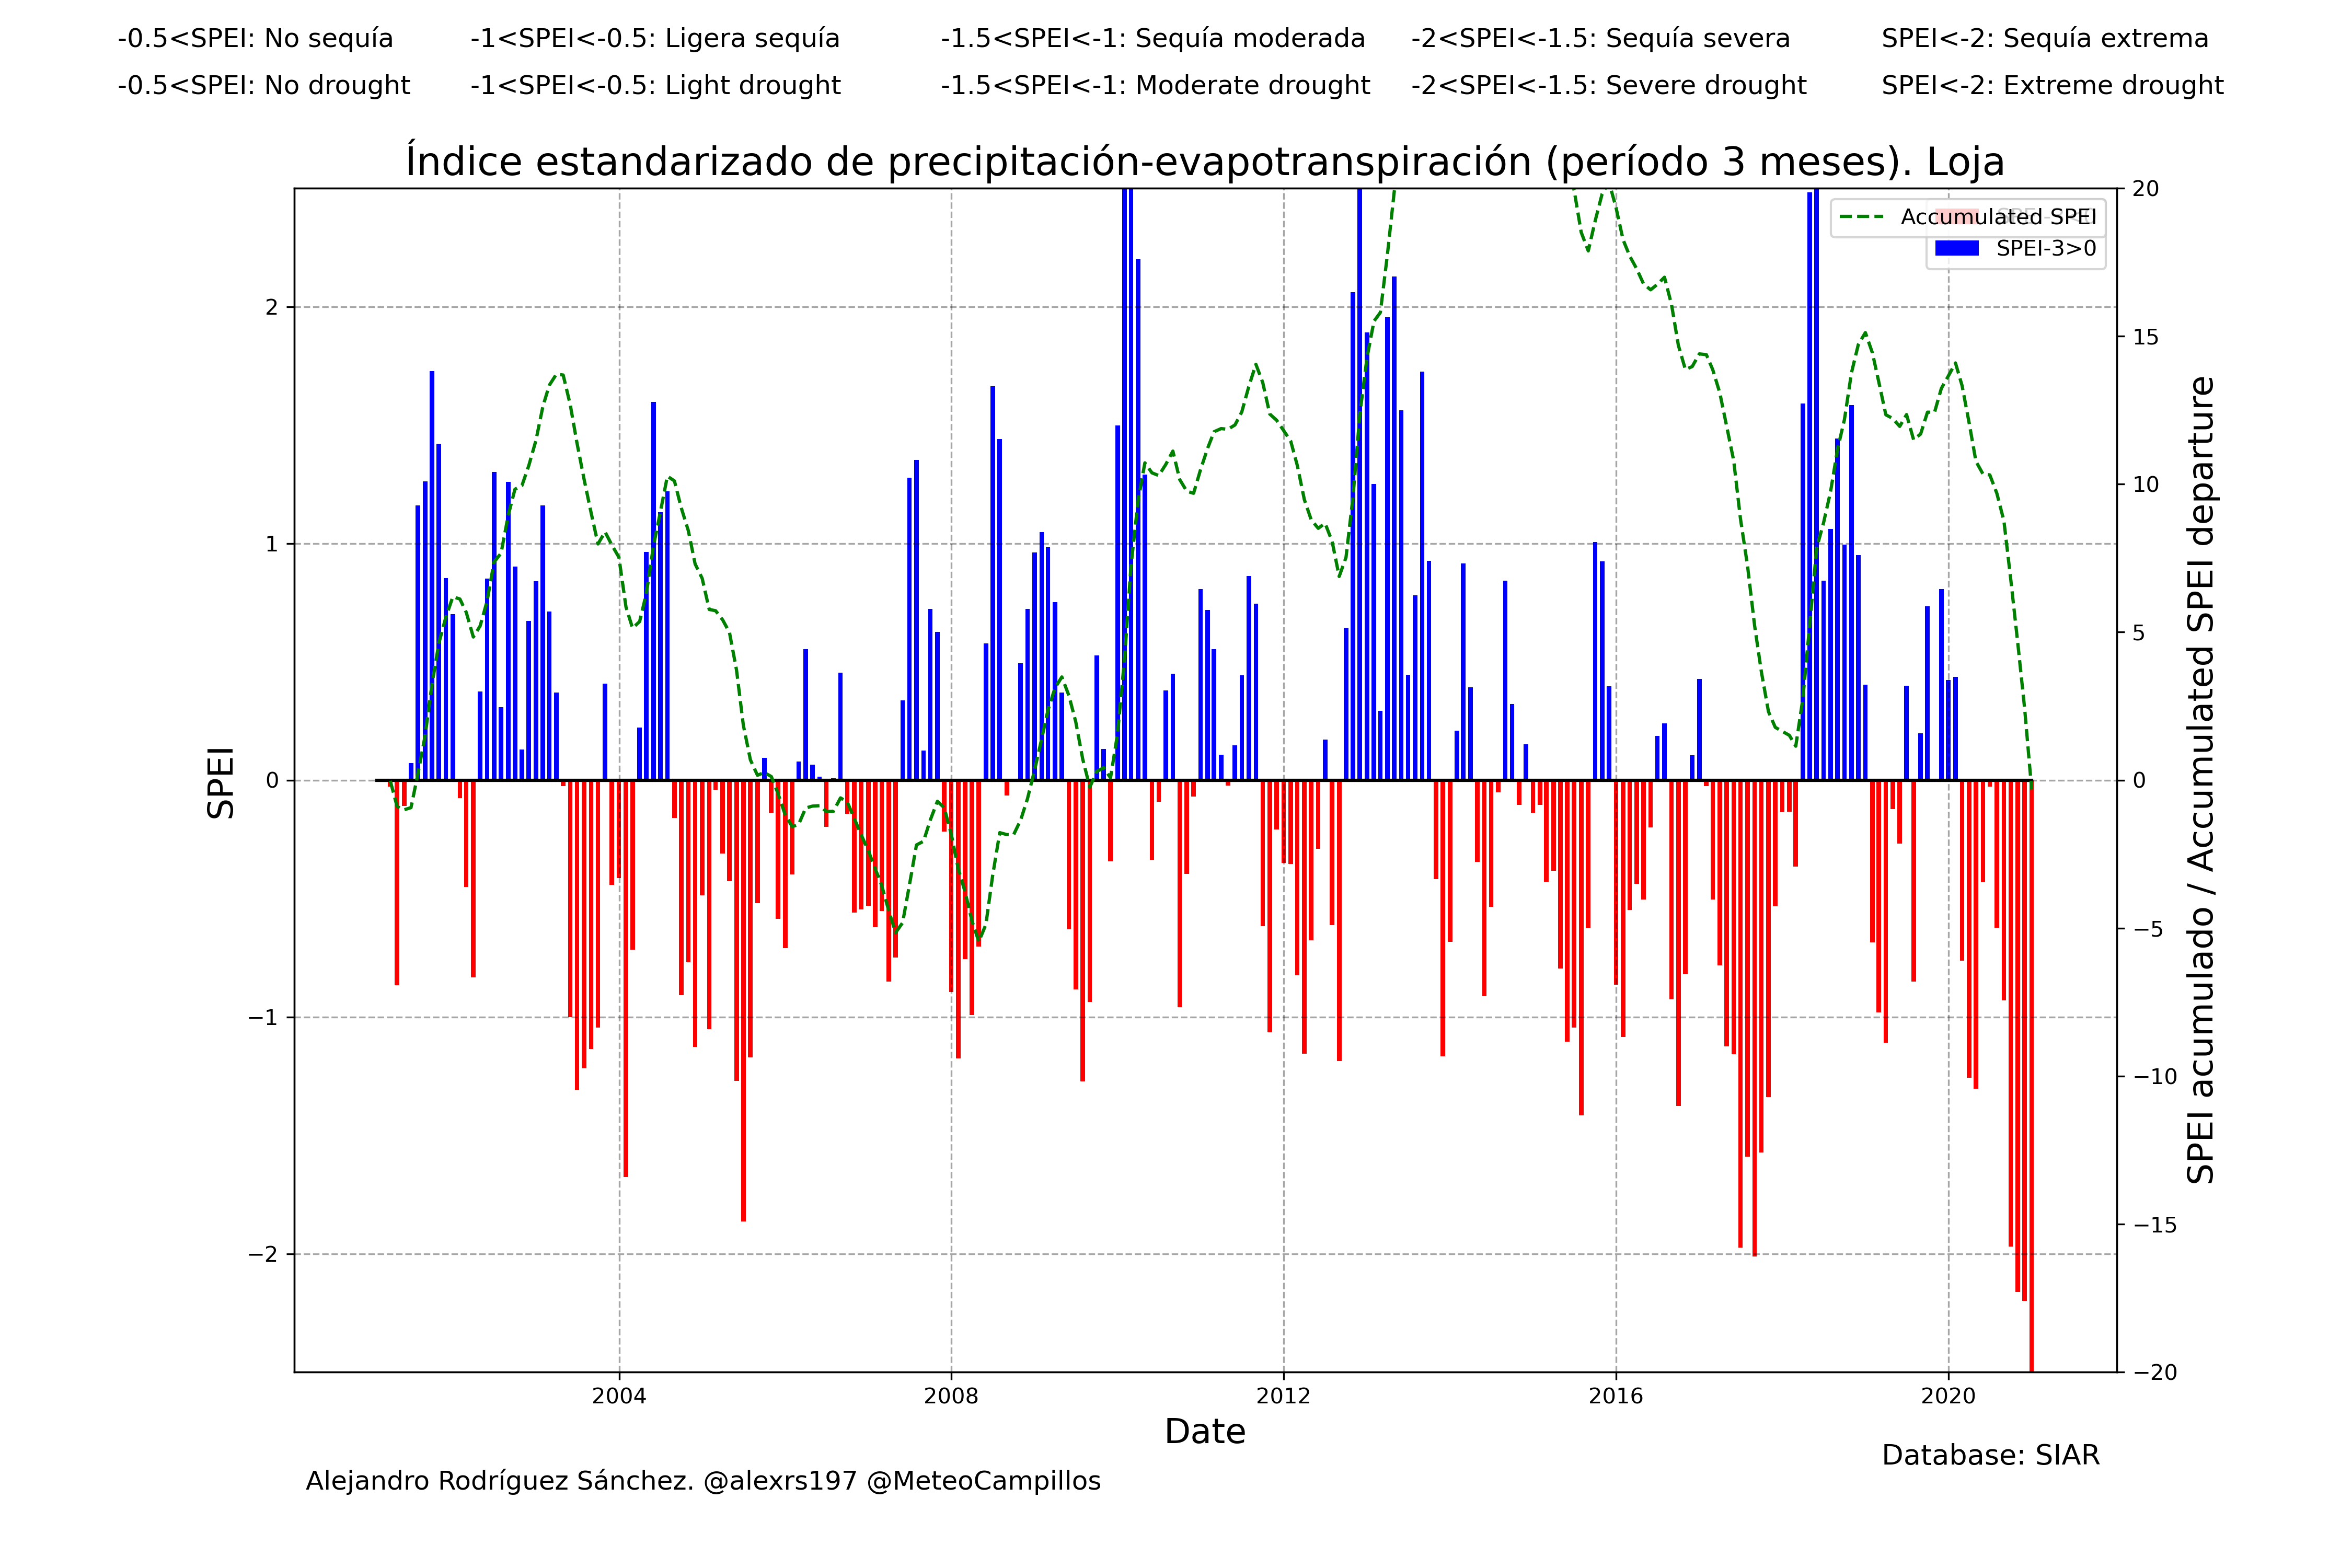 -0.5<SPEI: No sequía -1<SPEI<-0.5: Ligera sequía -1.5<SPEI<-1: Sequía moderada -2<SPEI<-1.5: Sequía severa SPEI<-2: Sequía extrema
-0.5<SPEI: No drought -1<SPEI<-0.5: Light drought -1.5<SPEI<-1: Moderate drought -2<SPEI<-1.5: Severe drought SPEI<-2: Extreme drought
Índice estandarizado de precipitación-evapotranspiración (período 3 meses). Loja
Accumulated SPEI
SPEI-3>0
SPEI
2
1
0
−1
−2
20
15
10
5
0
−5
−10
−15
−20
SPEI acumulado / Accumulated SPEI departure
2004 2008 2012 2016 2020
Date
Database: SIAR
Alejandro Rodríguez Sánchez. @alexrs197 @MeteoCampillos